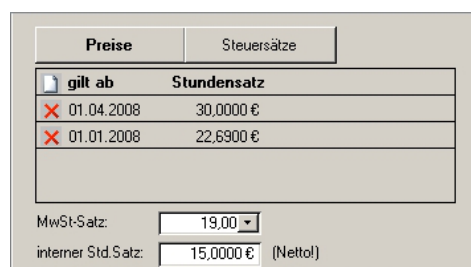 Preise Steuersätze
gilt ab Stundensatz
01.04.2008 30,0000 €
01.01.2008 22,6900 €
MwSt-Satz: 19,00
interner Std.Satz: 15,0000 € (Netto!)